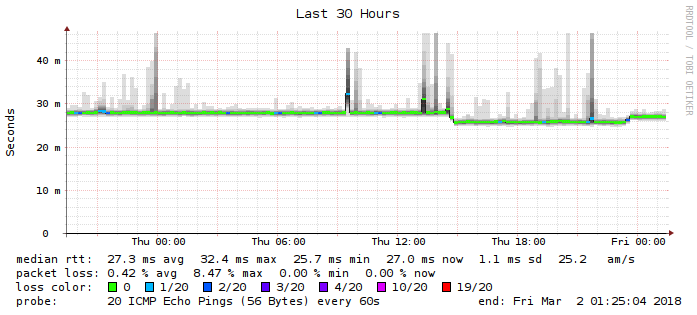 Last 30 Hours
RRDTOOL / TOBI OETIKER
Seconds
40 m
30 m
20 m
10 m
0
Thu 00:00 Thu 06:00 Thu 12:00 Thu 18:00 Fri 00:00
median rtt: 27.3 ms avg 32.4 ms max 25.7 ms min 27.0 ms now 1.1 ms sd 25.2 am/s
packet loss: 0.42 % avg 8.47 % max 0.00 % min 0.00 % now
loss color: 0 1/20 2/20 3/20 4/20 10/20 19/20
probe: 20 ICMP Echo Pings (56 Bytes) every 60s end: Fri Mar 2 01:25:04 2018